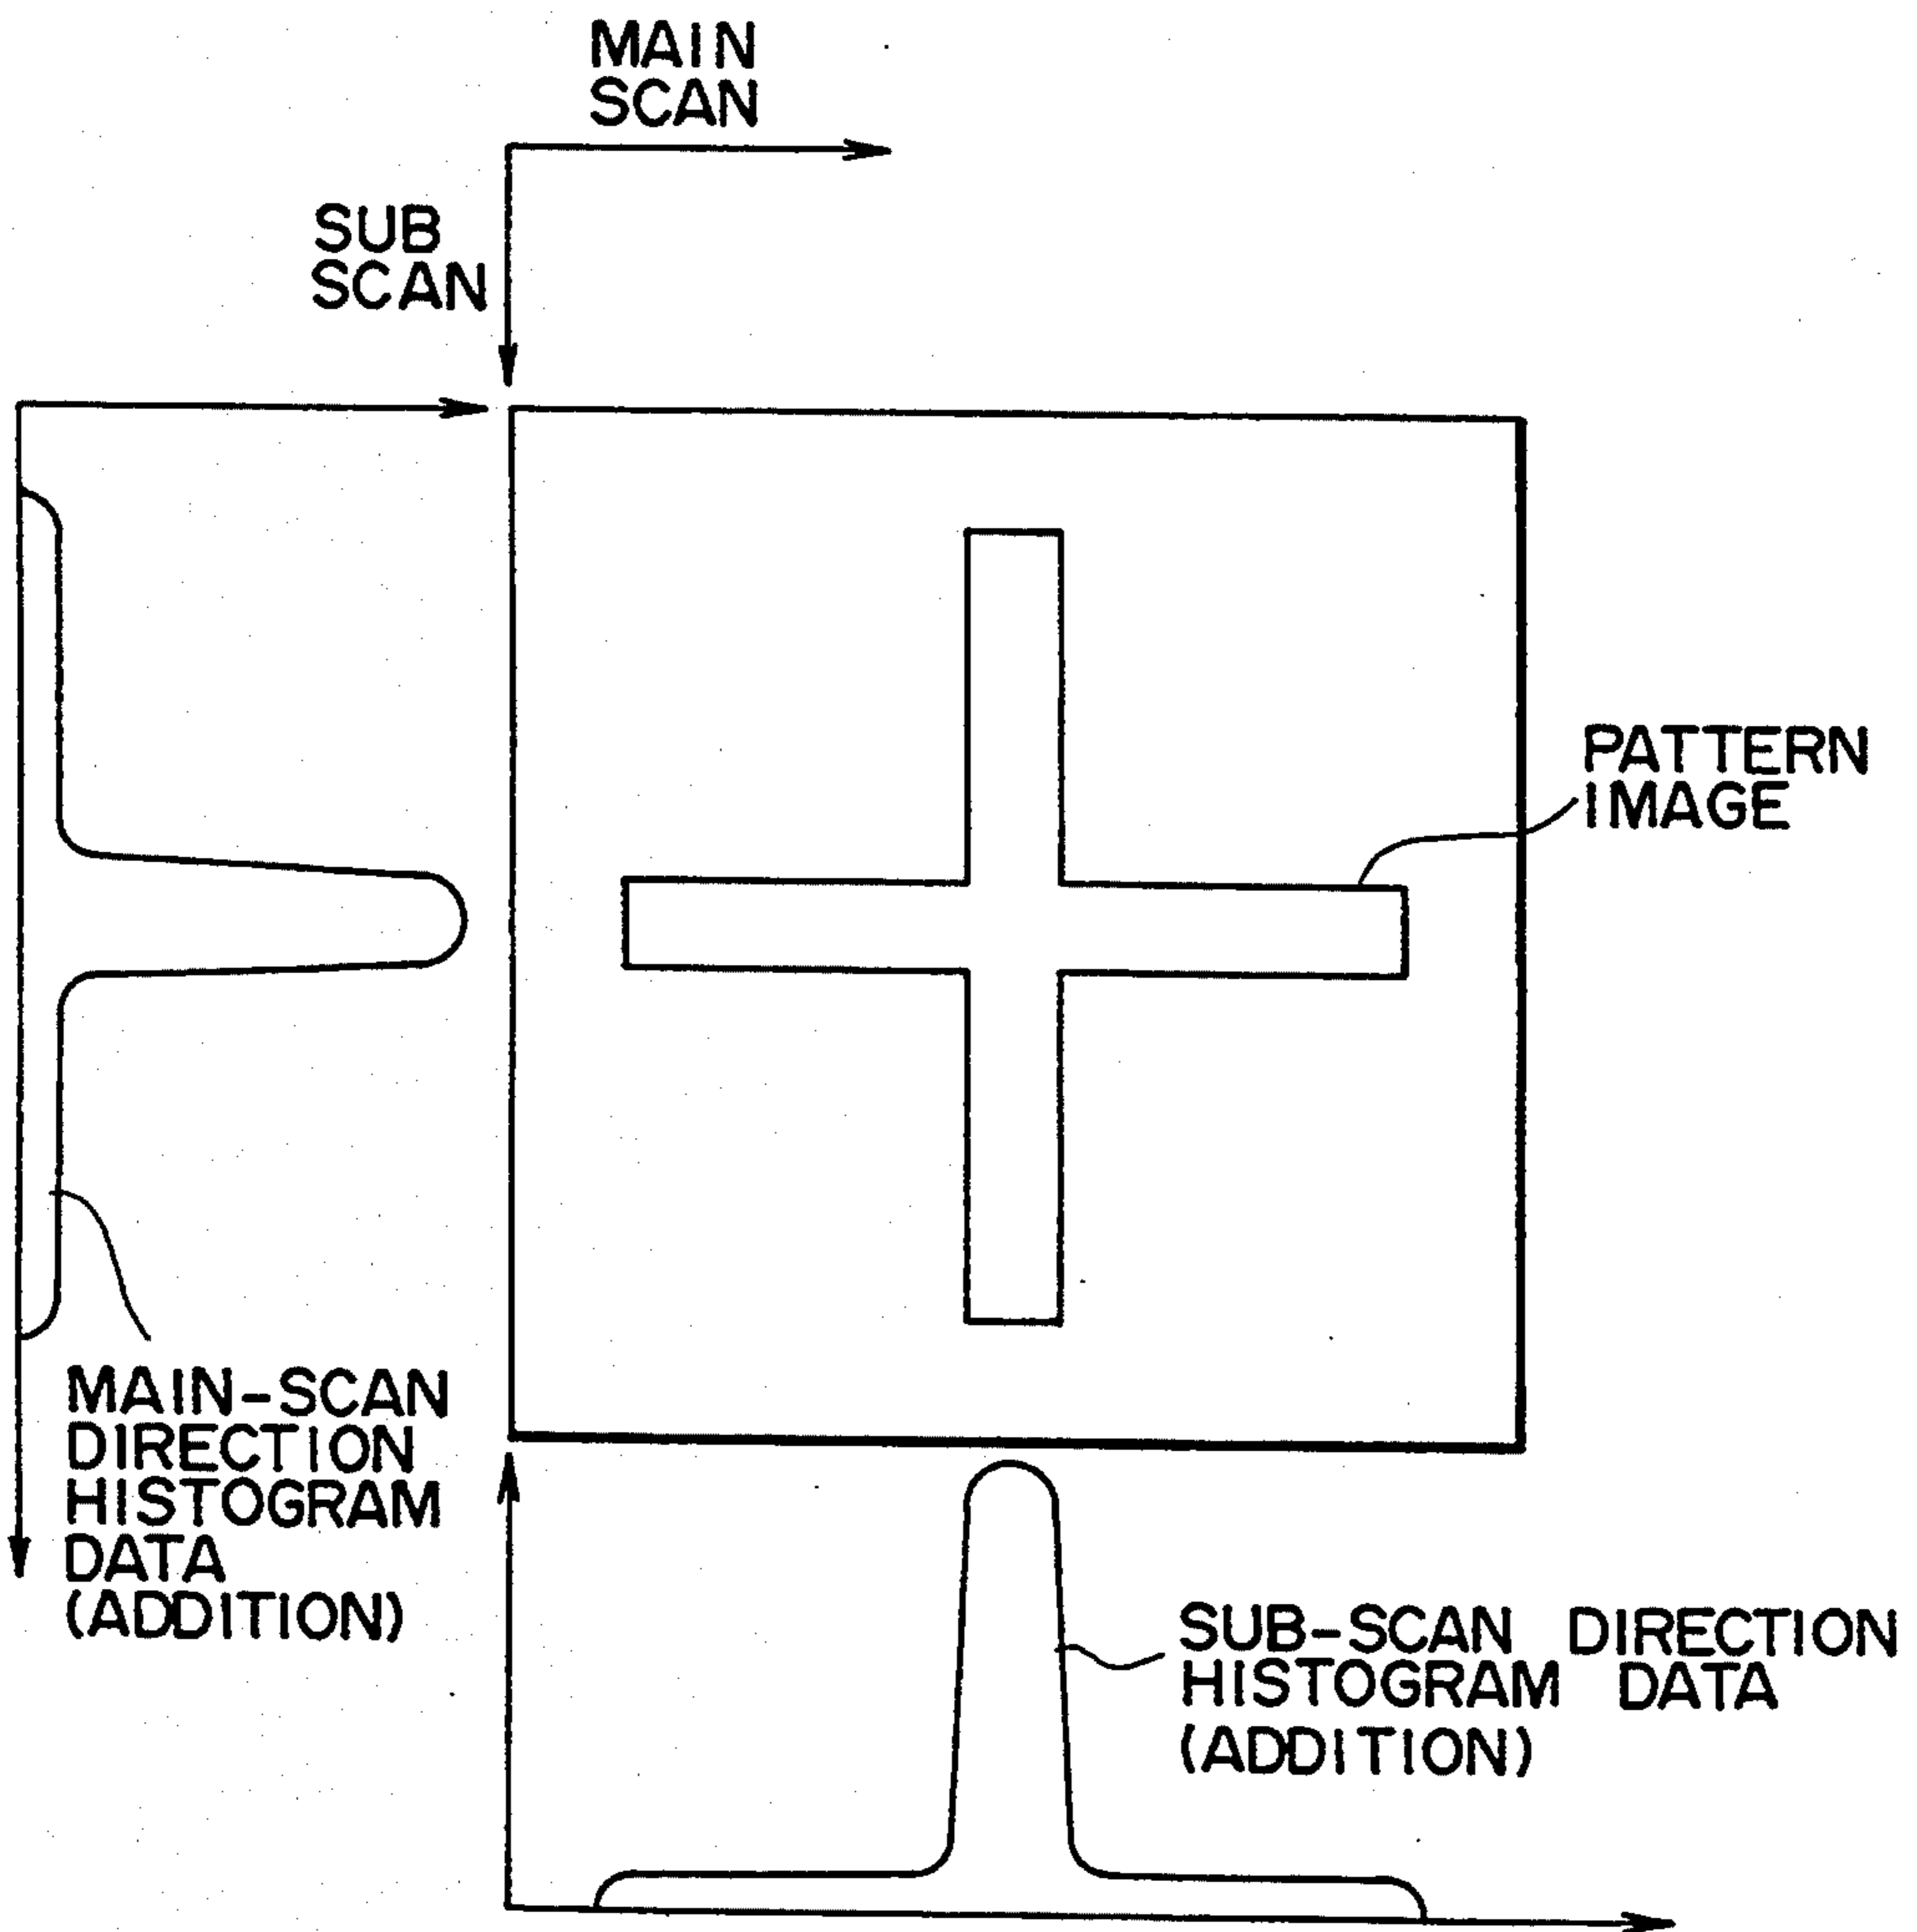 MAIN
SCAN
SUB
SCAN
PATTERN
IMAGE
MAIN-SCAN
DIRECTION
HISTOGRAM
DATA
(ADDITION)
SUB-SCAN DIRECTION
HISTOGRAM DATA
(ADDITION)